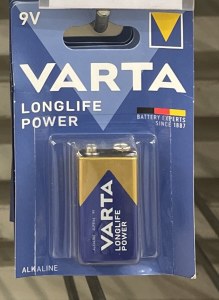 9V
VARTA
LONGLIFE
POWER
BATTERY EXPERTS
SINCE 1887
VARTA
LONGLIFE
POWER
ALKALINE